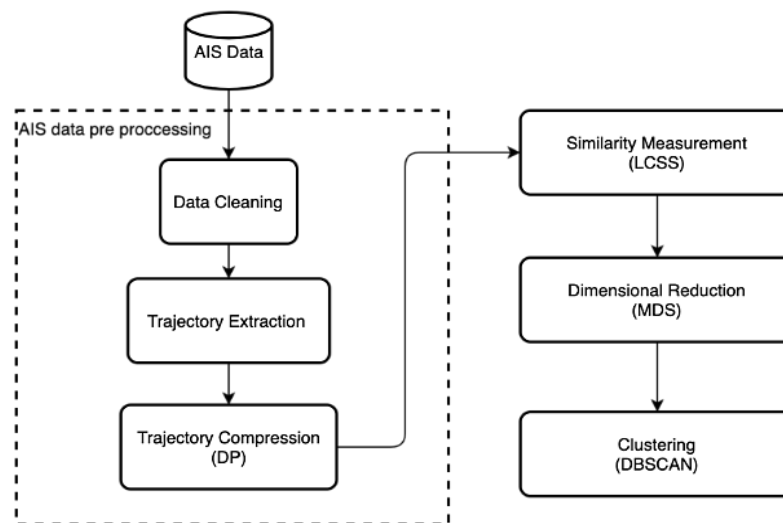 AIS Data
AIS data pre proccessing
Data Cleaning
Trajectory Extraction
Trajectory Compression
(DP)
Similarity Measurement
(LCSS)
Dimensional Reduction
(MDS)
Clustering
(DBSCAN)